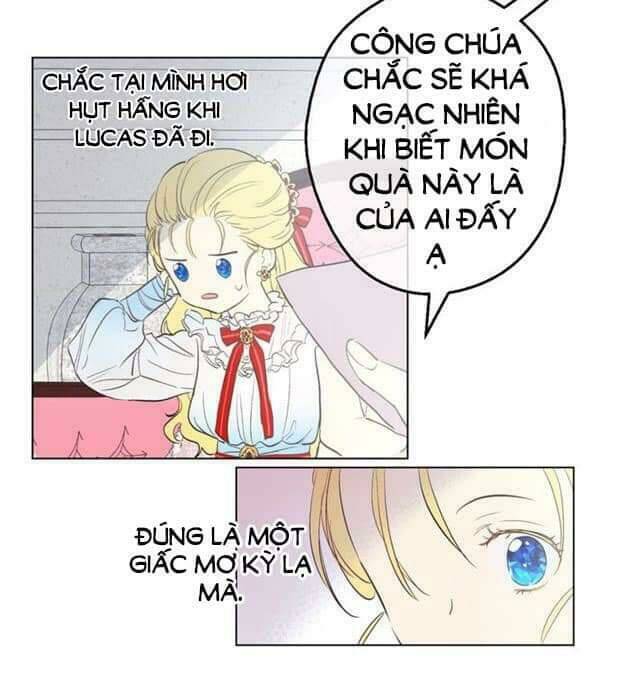 CHẮC TẠI MÌNH HƠI
HỤT HẪNG KHI
LUCAS ĐÃ ĐI.
CÔNG CHÚA
CHẮC SẼ KHÁ
NGẠC NHIÊN
KHI BIẾT MÓN
QUÀ NÀY LÀ
CỦA AI ĐẤY
Ạ
ĐÚNG LÀ MỘT
GIẤC MƠ KỲ LẠ
MÀ.